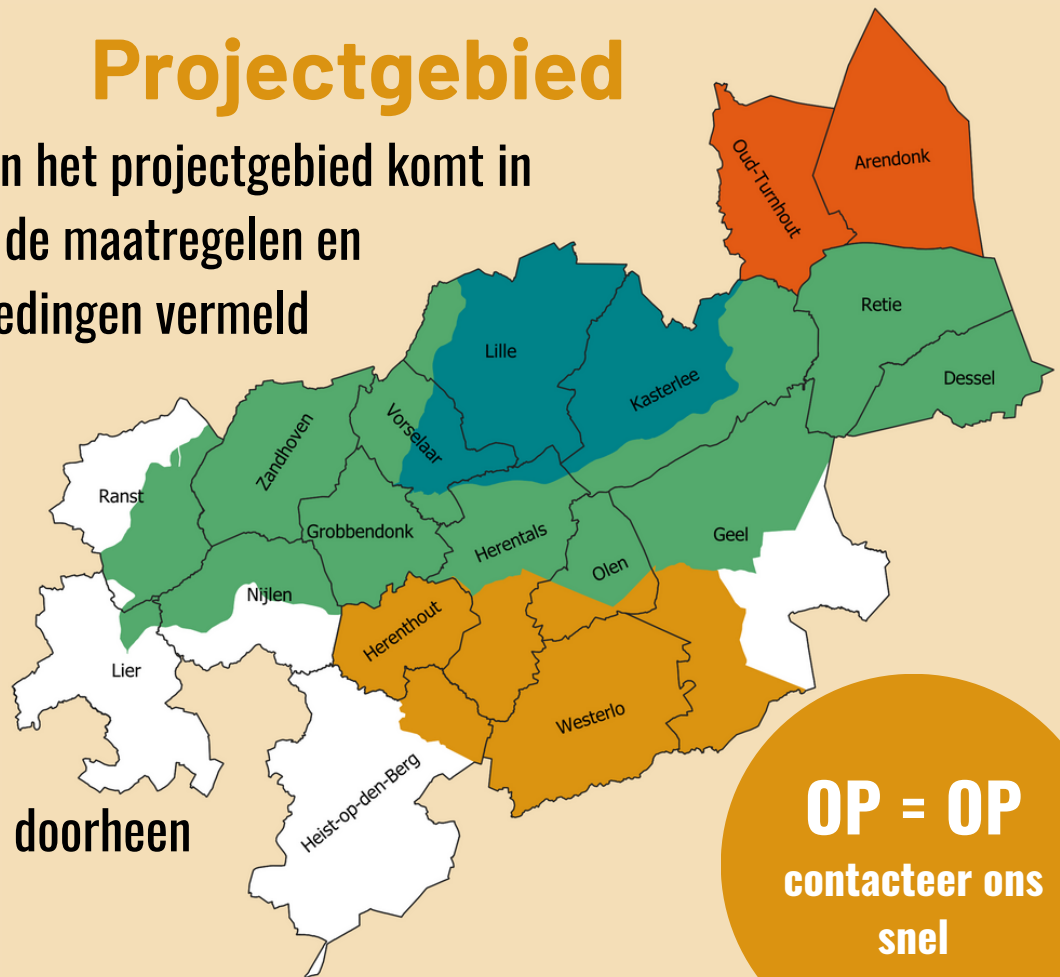 Projectgebied
n het projectgebied komt in
de maatregelen en
edingen vermeld
Oud-Turnhout
Arendonk
Retie
Dessel
Lille
Kasterlee
Vorselaar
Zandhoven
Ranst
Grobbendonk
Herentals
Geel
Olen
Nijlen
Herenthout
Lier
Westerlo
Heist-op-den-Berg
doorheen
OP = OP
contacteer ons
snel